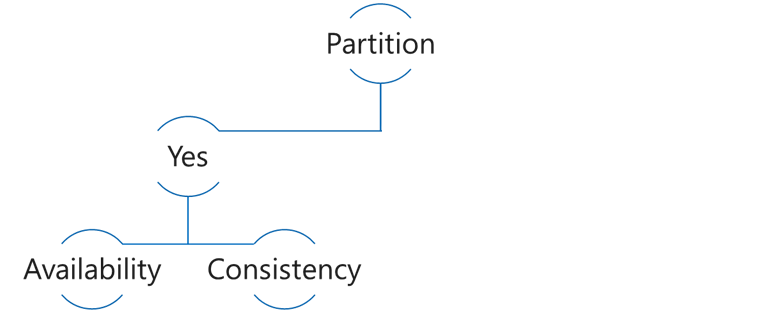 Partition
Yes
Availability
Consistency